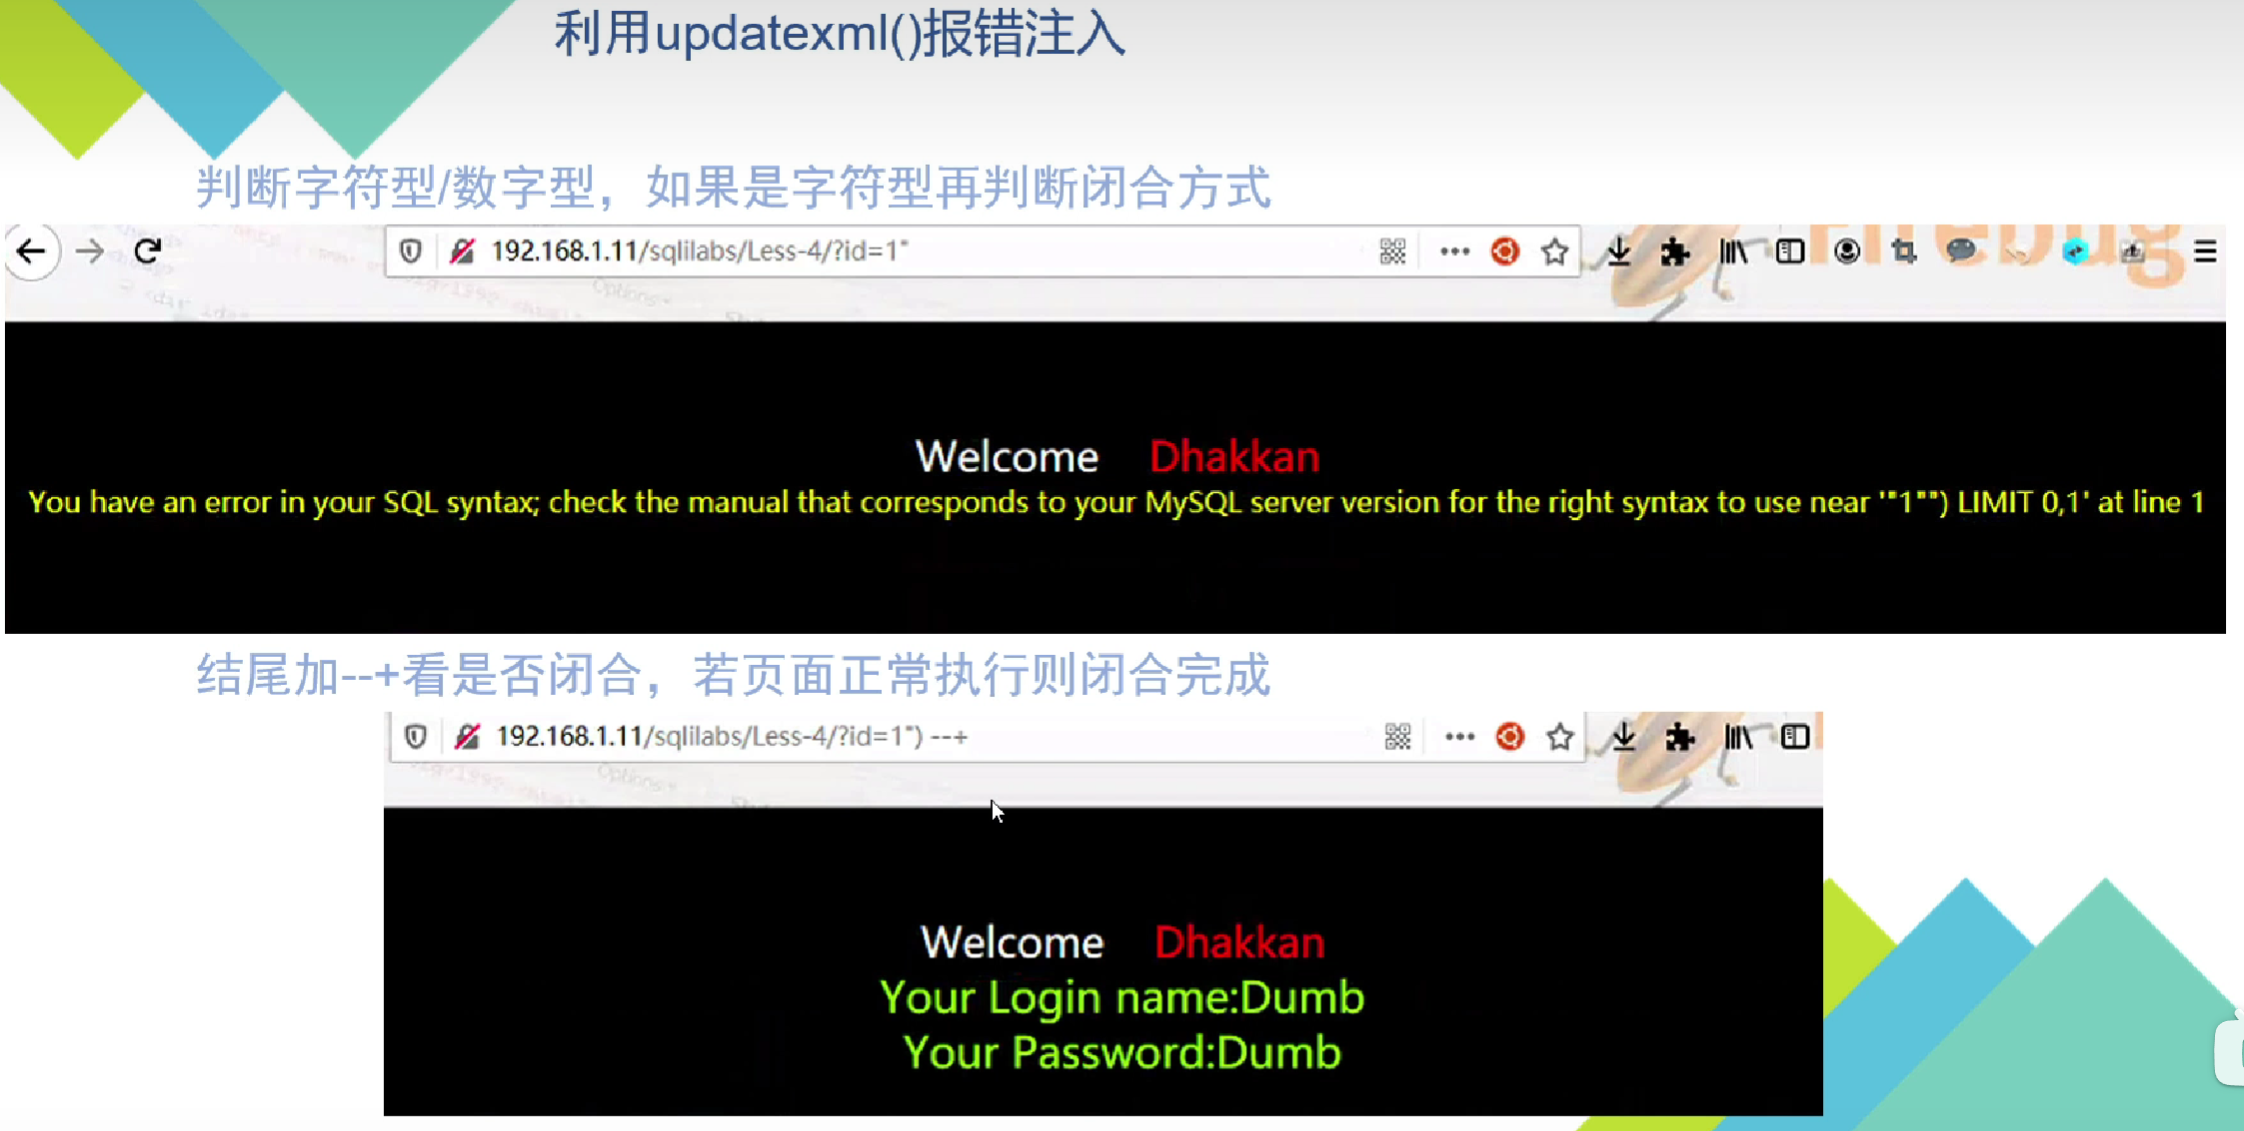 利用updatexml()报错注入
判断字符型/数字型，如果是字符型再判断闭合方式
192.168.1.11/sqlilabs/Less-4/?id=1"
Welcome Dhakkan
You have an error in your SQL syntax; check the manual that corresponds to your MySQL server version for the right syntax to use near '"1"") LIMIT 0,1' at line 1
结尾加--+看是否闭合，若页面正常执行则闭合完成
192.168.1.11/sqlilabs/Less-4/?id=1") --+
Welcome Dhakkan
Your Login name:Dumb
Your Password:Dumb